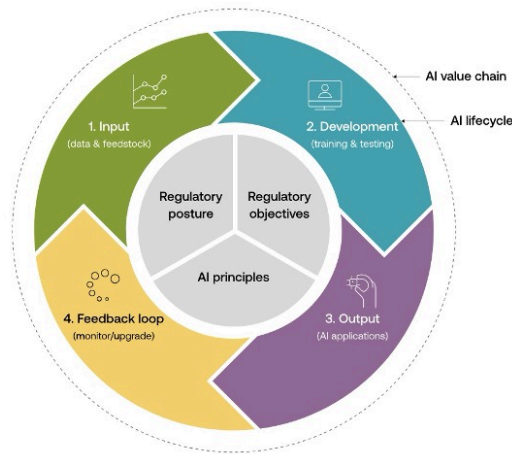 AI value chain
AI lifecycle
1. Input
(data & feedstock)
2. Development
(training & testing)
Regulatory
posture
Regulatory
objectives
AI principles
4. Feedback loop
(monitor/upgrade)
3. Output
(AI applications)